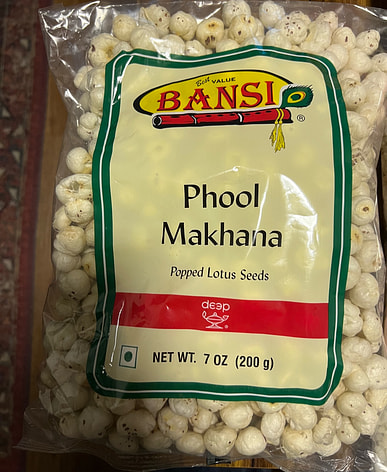 Best VALUE
BANSI
®
Phool
Makhana
Popped Lotus Seeds
deep
®
NET WT. 7 OZ (200 g)